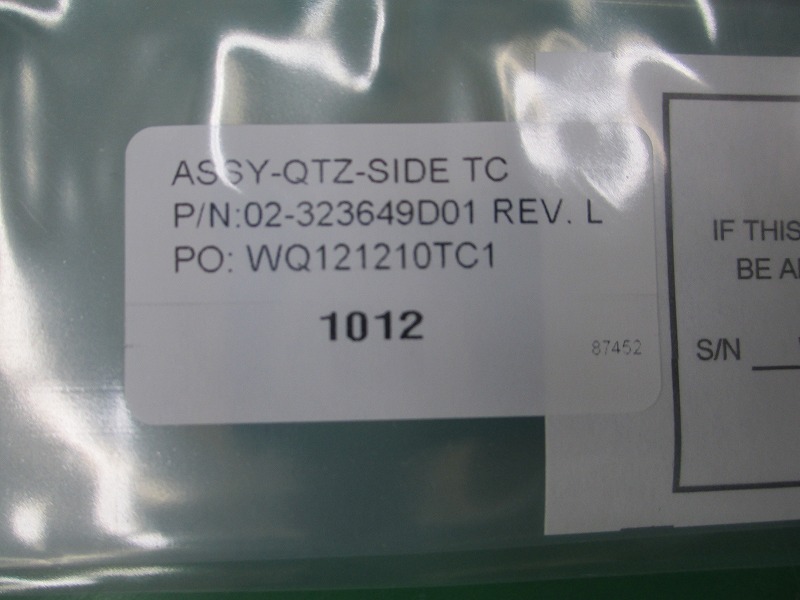 ASSY-QTZ-SIDE TC
P/N:02-323649D01 REV. L
PO: WQ121210TC1
1012
87452
IF THIS
BE
S/N